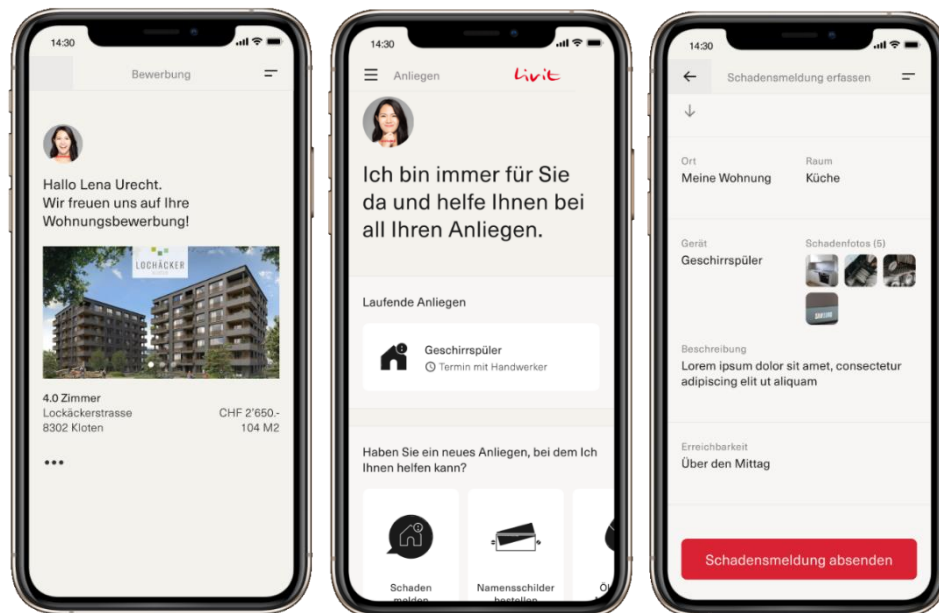 14:30
Bewerbung
Hallo Lena Urecht.
Wir freuen uns auf Ihre
Wohnungsbewerbung!
LOCHÄCKER
4.0 Zimmer
Lockäckerstrasse CHF 2'650.-
8302 Kloten 104 M2
14:30
Anliegen Livit
Ich bin immer für Sie
da und helfe Ihnen bei
all Ihren Anliegen.
Laufende Anliegen
Geschirrspüler
Termin mit Handwerker
Haben Sie ein neues Anliegen, bei dem Ich
Ihnen helfen kann?
Schaden
melden
Namensschilder
bestellen
14:30
Schadensmeldung erfassen
Ort Raum
Meine Wohnung Küche
Gerät Schadenfotos (5)
Geschirrspüler
SAMSUNG
Beschreibung
Lorem ipsum dolor sit amet, consectetur
adipiscing elit ut aliquam
Erreichbarkeit
Über den Mittag
Schadensmeldung absenden